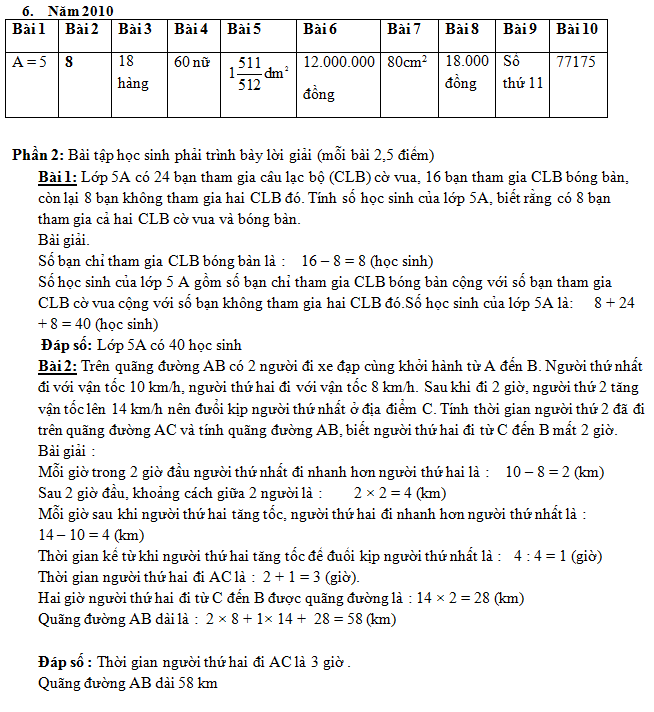 6. Năm 2010
Bài 1 Bài 2 Bài 3 Bài 4 Bài 5 Bài 6 Bài 7 Bài 8 Bài 9 Bài 10
A = 5 8 18 hàng 60 nữ 1 511/512 dm² 12.000.000 đồng 80cm² 18.000 đồng Số thứ 11 77175
Phần 2: Bài tập học sinh phải trình bày lời giải (mỗi bài 2,5 điểm)
Bài 1: Lớp 5A có 24 bạn tham gia câu lạc bộ (CLB) cờ vua, 16 bạn tham gia CLB bóng bàn,
còn lại 8 bạn không tham gia hai CLB đó. Tính số học sinh của lớp 5A, biết rằng có 8 bạn
tham gia cả hai CLB cờ vua và bóng bàn.
Bài giải.
Số bạn chỉ tham gia CLB bóng bàn là : 16 – 8 = 8 (học sinh)
Số học sinh của lớp 5 A gồm số bạn chỉ tham gia CLB bóng bàn cộng với số bạn tham gia
CLB cờ vua cộng với số bạn không tham gia hai CLB đó.Số học sinh của lớp 5A là: 8 + 24
+ 8 = 40 (học sinh)
Đáp số: Lớp 5A có 40 học sinh
Bài 2: Trên quãng đường AB có 2 người đi xe đạp cùng khởi hành từ A đến B. Người thứ nhất
đi với vận tốc 10 km/h, người thứ hai đi với vận tốc 8 km/h. Sau khi đi 2 giờ, người thứ 2 tăng
vận tốc lên 14 km/h nên đuổi kịp người thứ nhất ở địa điểm C. Tính thời gian người thứ 2 đã đi
trên quãng đường AC và tính quãng đường AB, biết người thứ hai đi từ C đến B mất 2 giờ.
Bài giải :
Mỗi giờ trong 2 giờ đầu người thứ nhất đi nhanh hơn người thứ hai là : 10 – 8 = 2 (km)
Sau 2 giờ đầu, khoảng cách giữa 2 người là : 2 × 2 = 4 (km)
Mỗi giờ sau khi người thứ hai tăng tốc, người thứ hai đi nhanh hơn người thứ nhất là :
14 – 10 = 4 (km)
Thời gian kể từ khi người thứ hai tăng tốc để đuổi kịp người thứ nhất là : 4 : 4 = 1 (giờ)
Thời gian người thứ hai đi AC là : 2 + 1 = 3 (giờ).
Hai giờ người thứ hai đi từ C đến B được quãng đường là : 14 × 2 = 28 (km)
Quãng đường AB dài là : 2 × 8 + 1× 14 + 28 = 58 (km)
Đáp số : Thời gian người thứ hai đi AC là 3 giờ .
Quãng đường AB dài 58 km